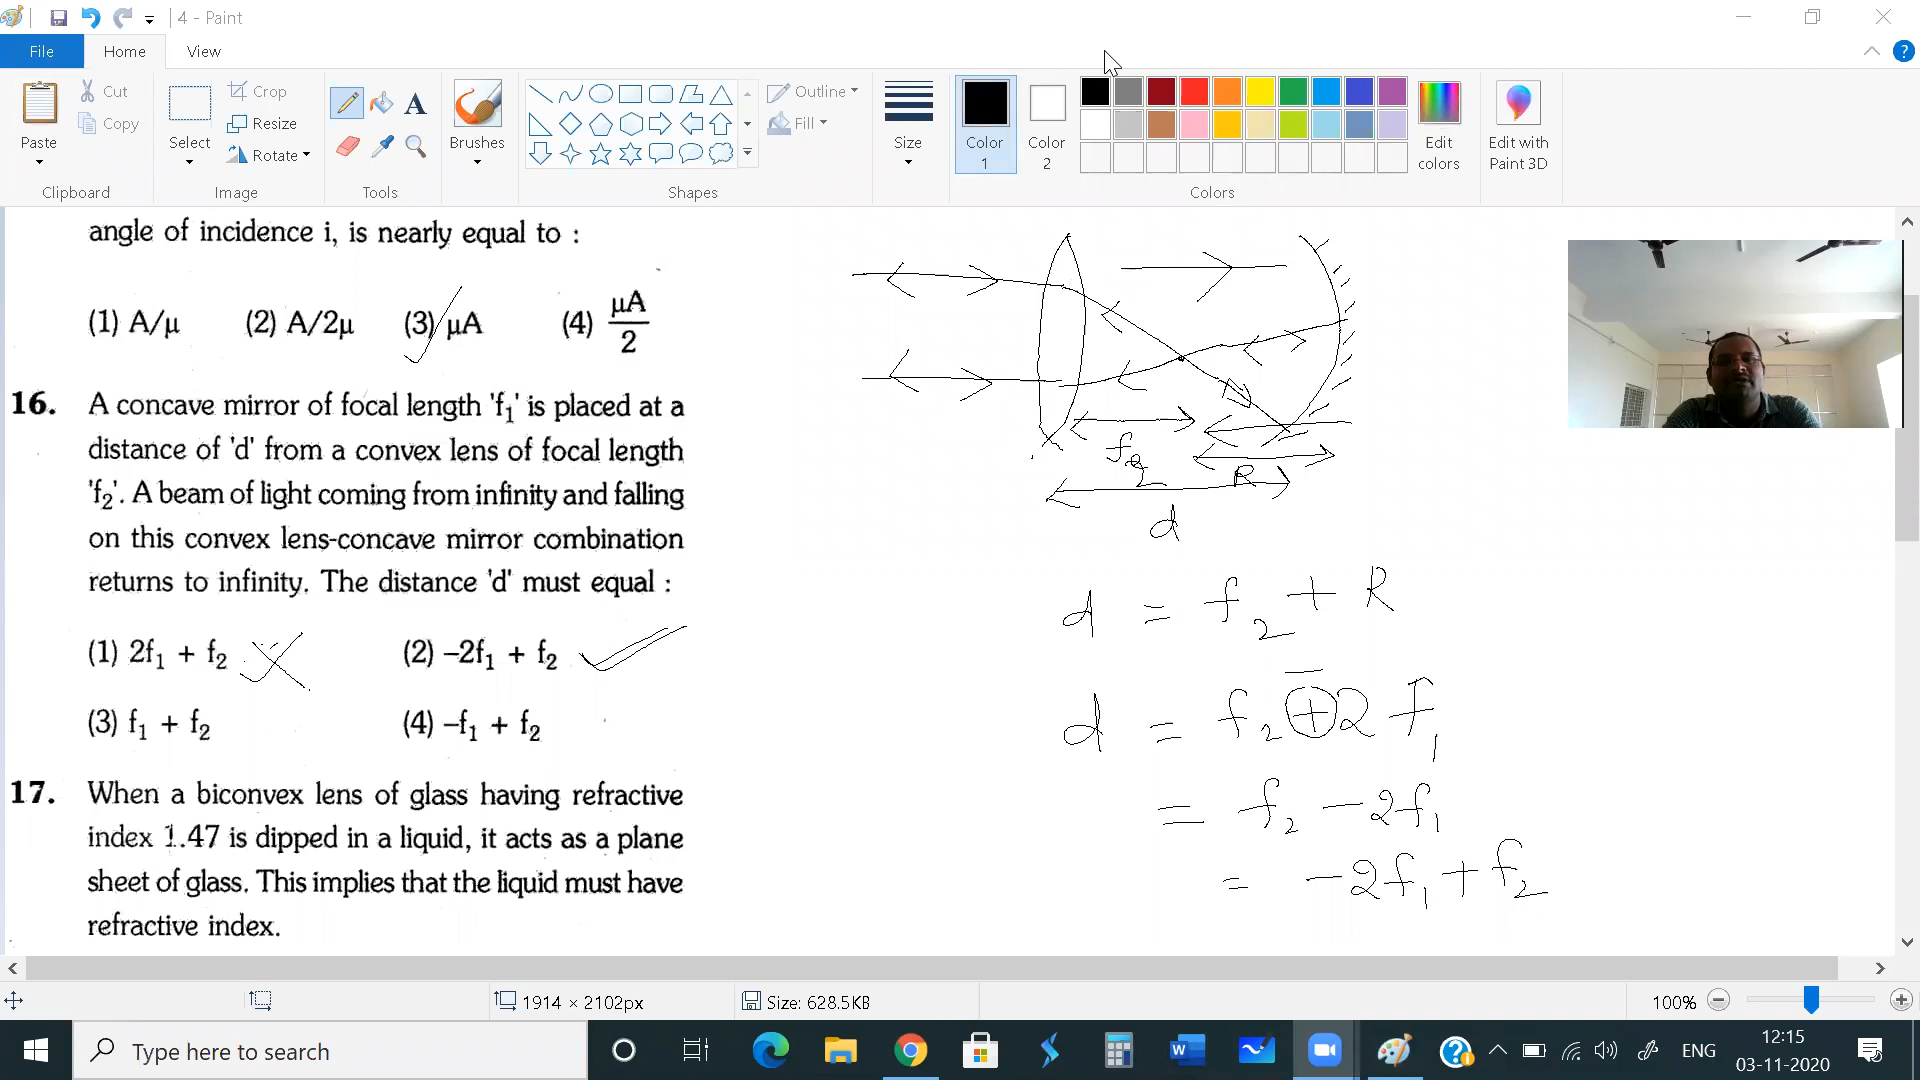 4 - Paint
File Home View
Paste Cut Copy Clipboard
Select Crop Resize Rotate Image
Tools
Brushes
Outline Fill Shapes
Size
Color 1 Color 2 Edit colors Colors
Edit with Paint 3D
angle of incidence i, is nearly equal to :
(1) A/μ (2) A/2μ (3) μA (4) μA/2
16. A concave mirror of focal length 'f₁' is placed at a
distance of 'd' from a convex lens of focal length
'f₂'. A beam of light coming from infinity and falling
on this convex lens-concave mirror combination
returns to infinity. The distance 'd' must equal :
(1) 2f₁ + f₂ (2) –2f₁ + f₂
(3) f₁ + f₂ (4) –f₁ + f₂
17. When a biconvex lens of glass having refractive
index 1.47 is dipped in a liquid, it acts as a plane
sheet of glass. This implies that the liquid must have
refractive index.
f₂ R
d
d = f₂ + R
d = f₂ + 2 f₁
= f₂ – 2f₁
= – 2f₁ + f₂
1914 × 2102px Size: 628.5KB 100%
Type here to search
ENG 12:15
03-11-2020